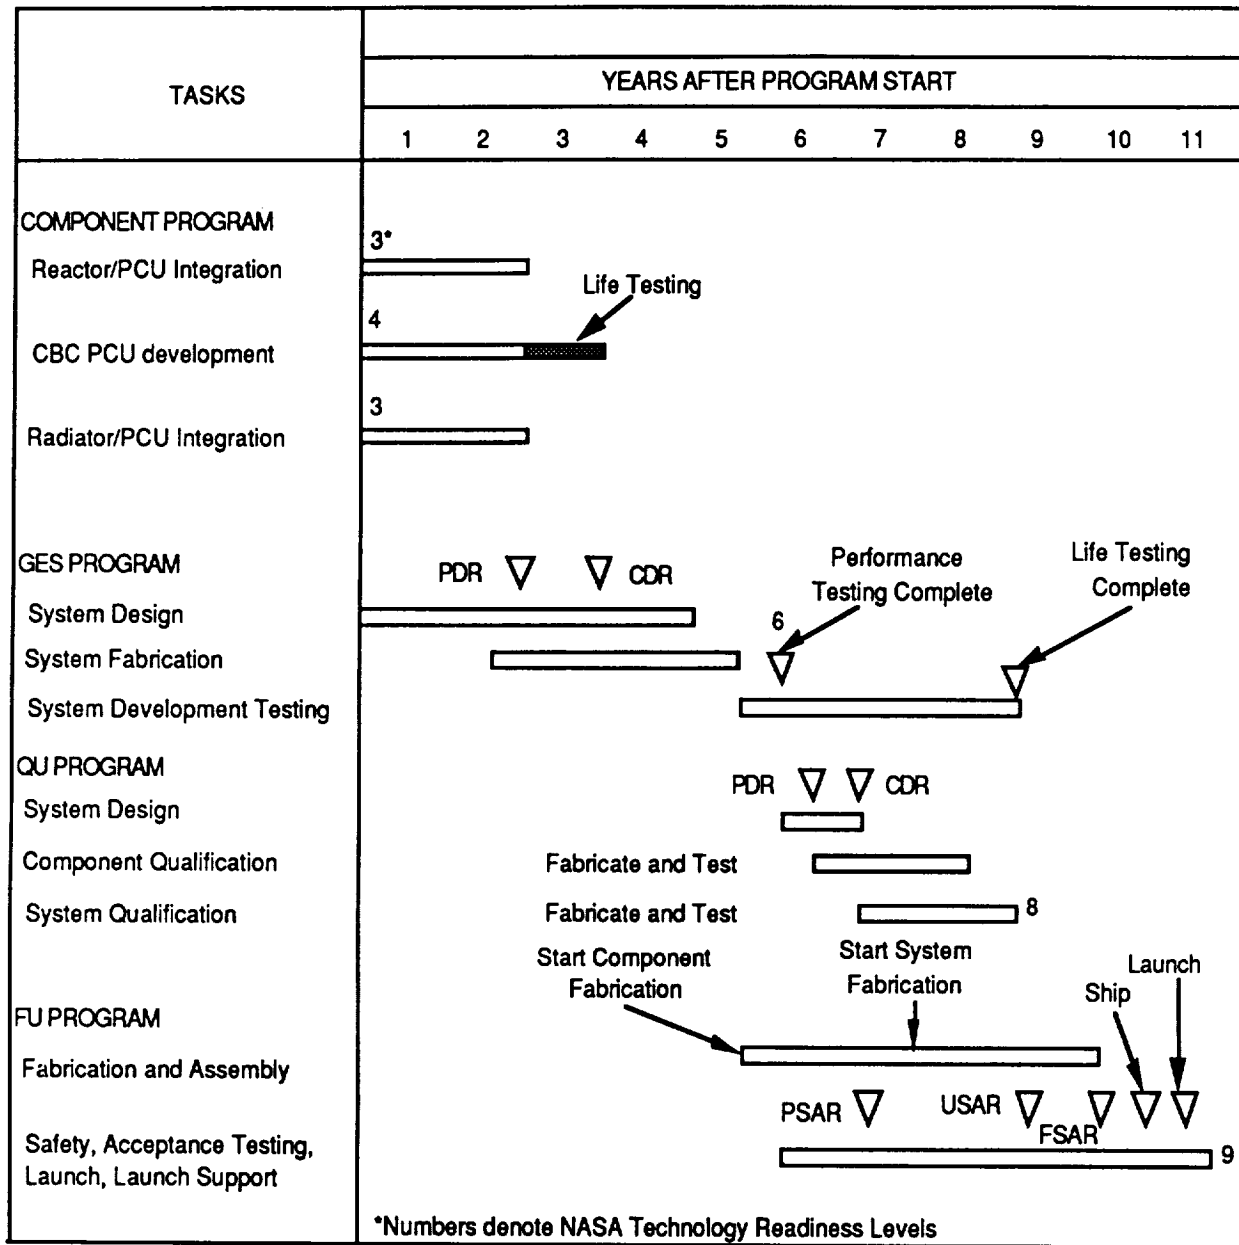 TASKS
YEARS AFTER PROGRAM START
1 2 3 4 5 6 7 8 9 10 11
COMPONENT PROGRAM
3*
Reactor/PCU Integration
Life Testing
4
CBC PCU development
3
Radiator/PCU Integration
GES PROGRAM
PDR
CDR
Performance
Testing Complete
Life Testing
Complete
System Design
6
System Fabrication
System Development Testing
QU PROGRAM
PDR
CDR
System Design
Component Qualification
Fabricate and Test
System Qualification
Fabricate and Test
8
Start Component
Fabrication
Start System
Fabrication
Ship
Launch
FU PROGRAM
Fabrication and Assembly
PSAR
USAR
FSAR
Safety, Acceptance Testing,
Launch, Launch Support
9
*Numbers denote NASA Technology Readiness Levels